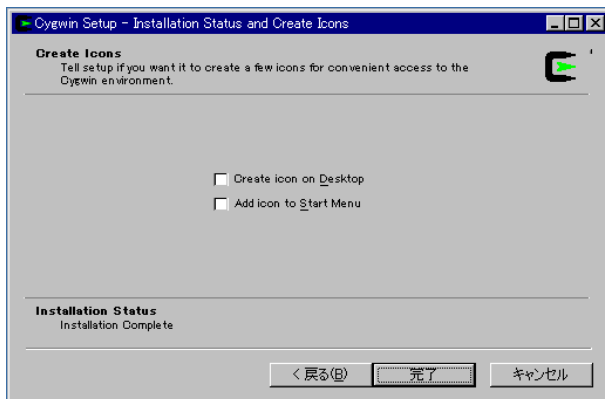 Cygwin Setup - Installation Status and Create Icons
Create Icons
Tell setup if you want it to create a few icons for convenient access to the
Cygwin environment.
Create icon on Desktop
Add icon to Start Menu
Installation Status
Installation Complete
< 戻る(B) 完了 キャンセル